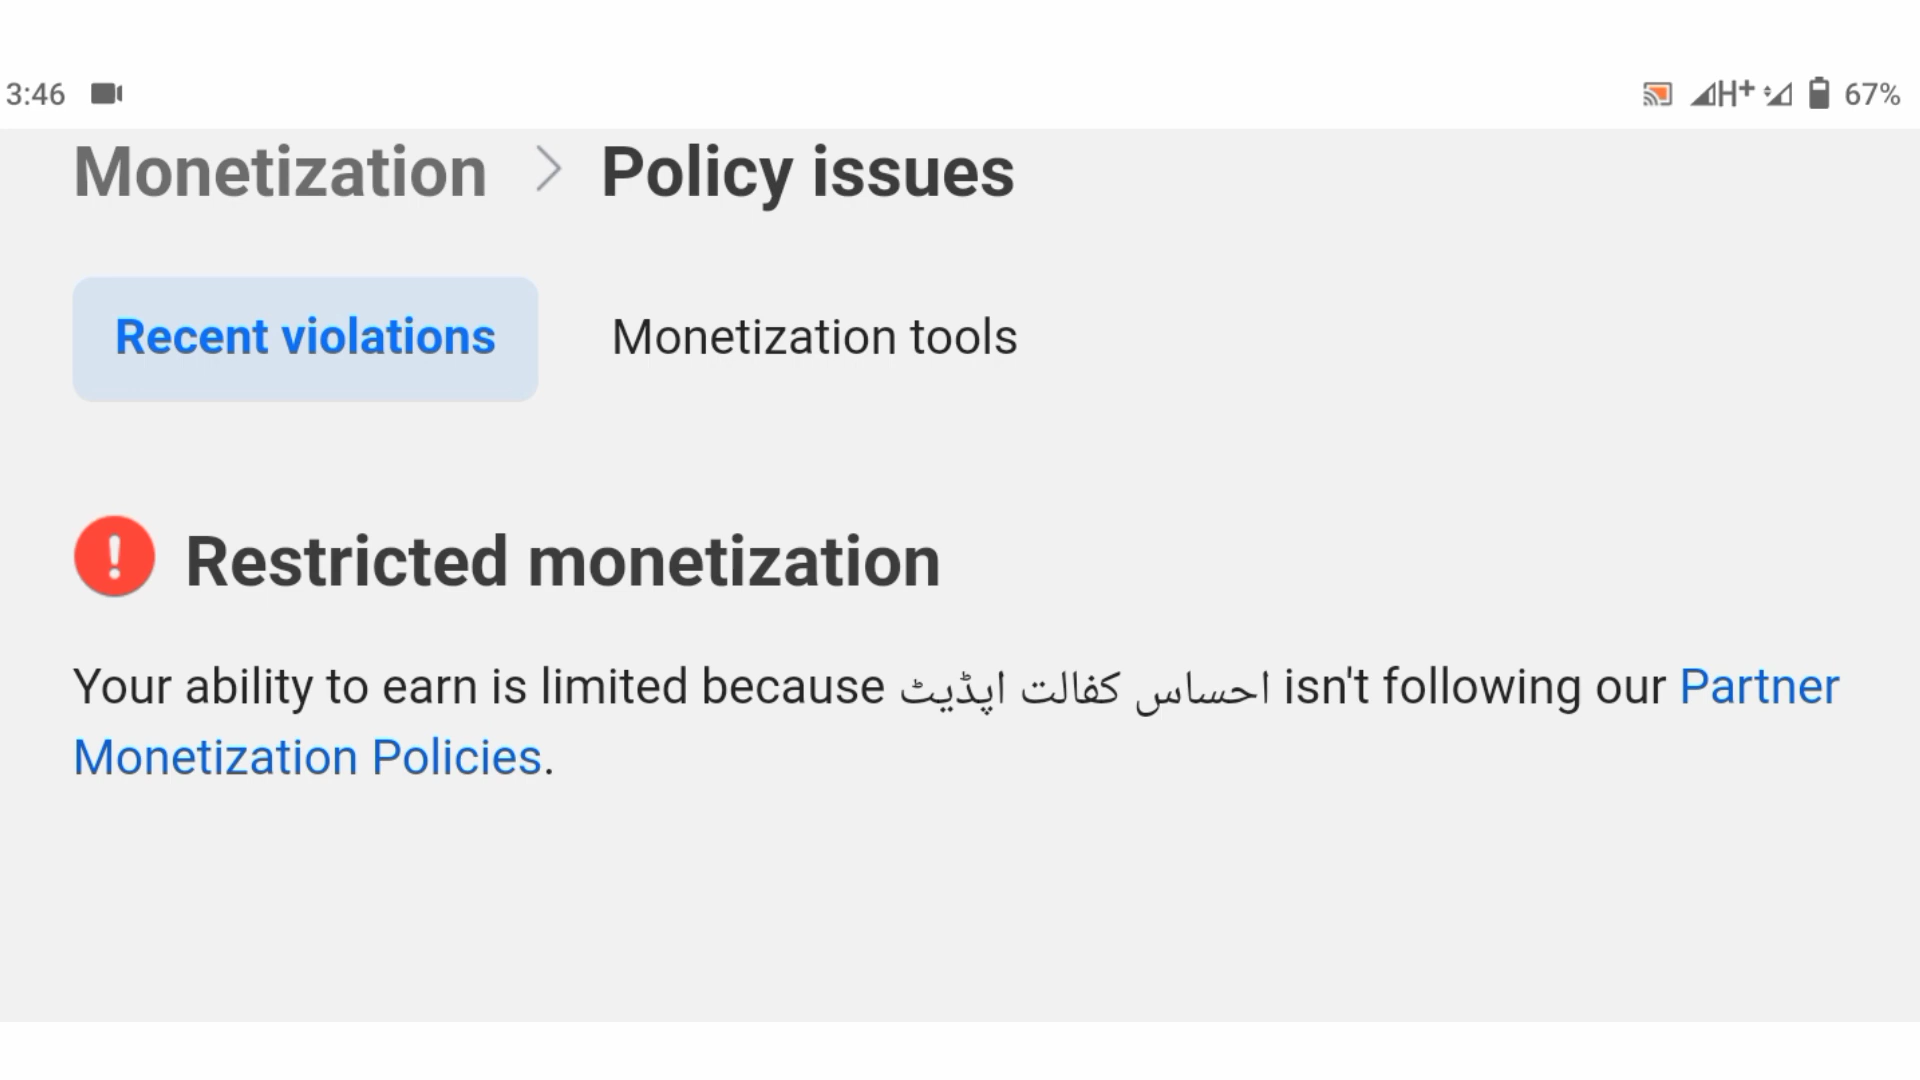 3:46 H+ 67%
Monetization > Policy issues
Recent violations Monetization tools
! Restricted monetization
Your ability to earn is limited because احساس کفالت اپڈیٹ isn't following our Partner
Monetization Policies.